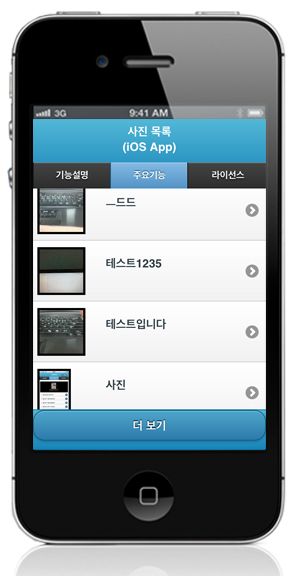 3G 9:41 AM
사진 목록
(iOS App)
기능설명 주요기능 라이선스
ㅡ드드
테스트1235
테스트입니다
사진
더 보기